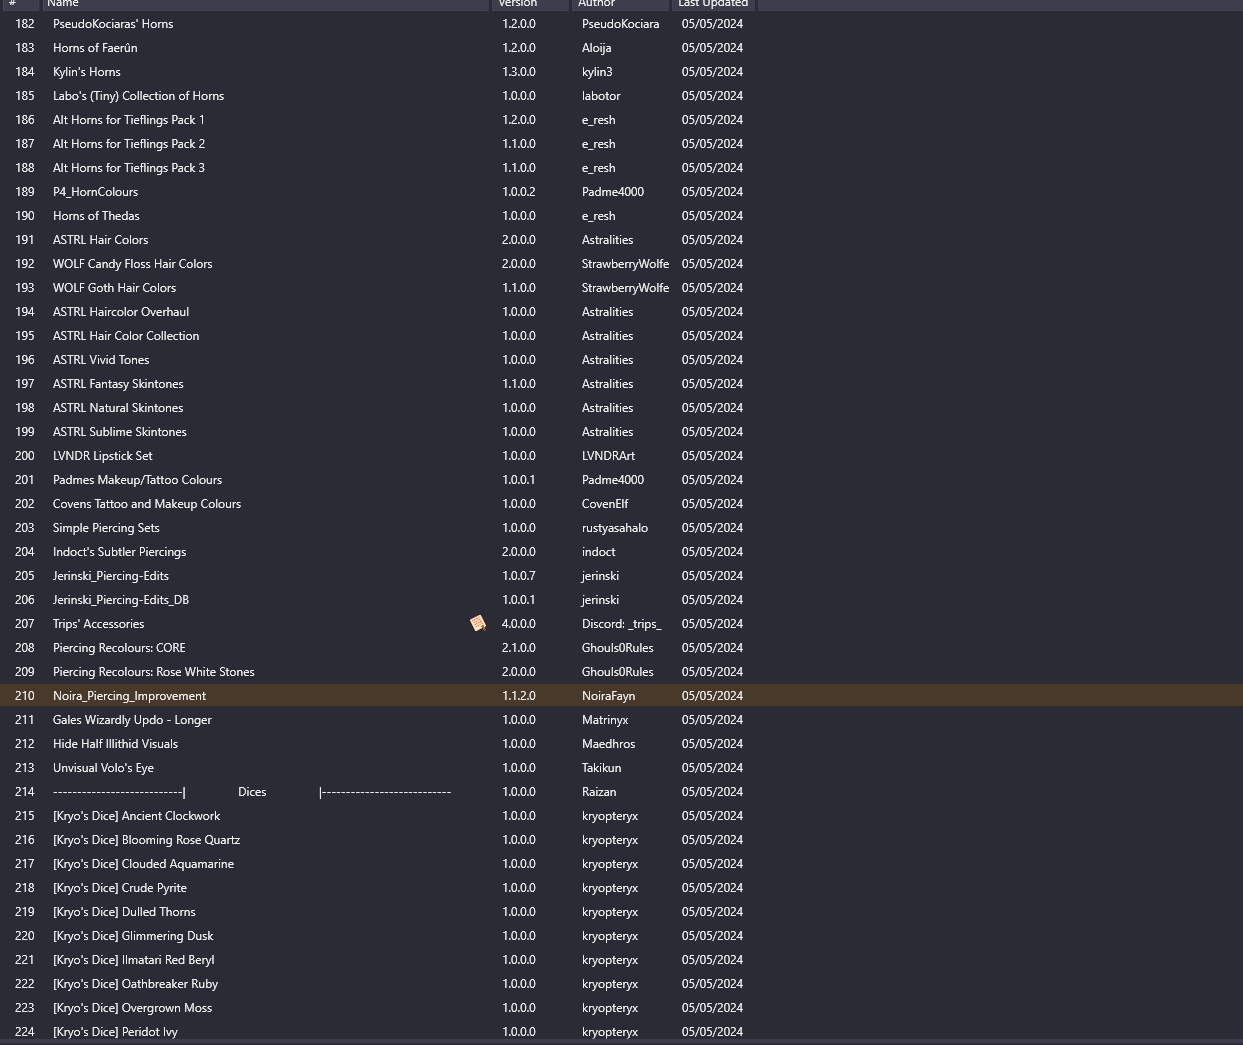 # Name Version Author Last Updated
182 PseudoKociaras' Horns 1.2.0.0 PseudoKociara 05/05/2024
183 Horns of Faerûn 1.2.0.0 Aloija 05/05/2024
184 Kylin's Horns 1.3.0.0 kylin3 05/05/2024
185 Labo's (Tiny) Collection of Horns 1.0.0.0 labotor 05/05/2024
186 Alt Horns for Tieflings Pack 1 1.2.0.0 e_resh 05/05/2024
187 Alt Horns for Tieflings Pack 2 1.1.0.0 e_resh 05/05/2024
188 Alt Horns for Tieflings Pack 3 1.1.0.0 e_resh 05/05/2024
189 P4_HornColours 1.0.0.2 Padme4000 05/05/2024
190 Horns of Thedas 1.0.0.0 e_resh 05/05/2024
191 ASTRL Hair Colors 2.0.0.0 Astralities 05/05/2024
192 WOLF Candy Floss Hair Colors 2.0.0.0 StrawberryWolfe 05/05/2024
193 WOLF Goth Hair Colors 1.1.0.0 StrawberryWolfe 05/05/2024
194 ASTRL Haircolor Overhaul 1.0.0.0 Astralities 05/05/2024
195 ASTRL Hair Color Collection 1.0.0.0 Astralities 05/05/2024
196 ASTRL Vivid Tones 1.0.0.0 Astralities 05/05/2024
197 ASTRL Fantasy Skintones 1.1.0.0 Astralities 05/05/2024
198 ASTRL Natural Skintones 1.0.0.0 Astralities 05/05/2024
199 ASTRL Sublime Skintones 1.0.0.0 Astralities 05/05/2024
200 LVNDR Lipstick Set 1.0.0.0 LVNDRArt 05/05/2024
201 Padmes Makeup/Tattoo Colours 1.0.0.1 Padme4000 05/05/2024
202 Covens Tattoo and Makeup Colours 1.0.0.0 CovenElf 05/05/2024
203 Simple Piercing Sets 1.0.0.0 rustyasahalo 05/05/2024
204 Indoct's Subtler Piercings 2.0.0.0 indoct 05/05/2024
205 Jerinski_Piercing-Edits 1.0.0.7 jerinski 05/05/2024
206 Jerinski_Piercing-Edits_DB 1.0.0.1 jerinski 05/05/2024
207 Trips' Accessories 4.0.0.0 Discord: _trips_ 05/05/2024
208 Piercing Recolours: CORE 2.1.0.0 Ghouls0Rules 05/05/2024
209 Piercing Recolours: Rose White Stones 2.0.0.0 Ghouls0Rules 05/05/2024
210 Noira_Piercing_Improvement 1.1.2.0 NoiraFayn 05/05/2024
211 Gales Wizardly Updo - Longer 1.0.0.0 Matrinyx 05/05/2024
212 Hide Half Illithid Visuals 1.0.0.0 Maedhros 05/05/2024
213 Unvisual Volo's Eye 1.0.0.0 Takikun 05/05/2024
214 ---------------------------| Dices |--------------------------- 1.0.0.0 Raizan 05/05/2024
215 [Kryo's Dice] Ancient Clockwork 1.0.0.0 kryopteryx 05/05/2024
216 [Kryo's Dice] Blooming Rose Quartz 1.0.0.0 kryopteryx 05/05/2024
217 [Kryo's Dice] Clouded Aquamarine 1.0.0.0 kryopteryx 05/05/2024
218 [Kryo's Dice] Crude Pyrite 1.0.0.0 kryopteryx 05/05/2024
219 [Kryo's Dice] Dulled Thorns 1.0.0.0 kryopteryx 05/05/2024
220 [Kryo's Dice] Glimmering Dusk 1.0.0.0 kryopteryx 05/05/2024
221 [Kryo's Dice] Ilmatari Red Beryl 1.0.0.0 kryopteryx 05/05/2024
222 [Kryo's Dice] Oathbreaker Ruby 1.0.0.0 kryopteryx 05/05/2024
223 [Kryo's Dice] Overgrown Moss 1.0.0.0 kryopteryx 05/05/2024
224 [Kryo's Dice] Peridot Ivy 1.0.0.0 kryopteryx 05/05/2024